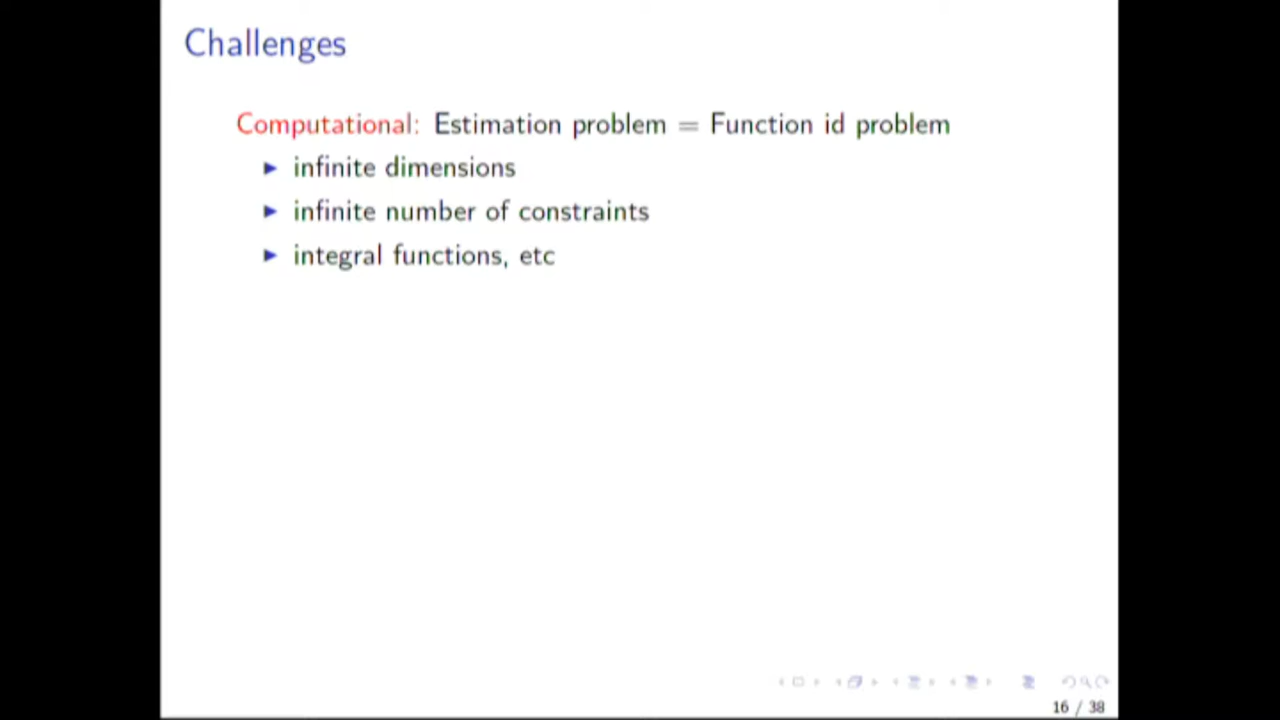 Challenges
Computational: Estimation problem = Function id problem
▶ infinite dimensions
▶ infinite number of constraints
▶ integral functions, etc
16 / 38